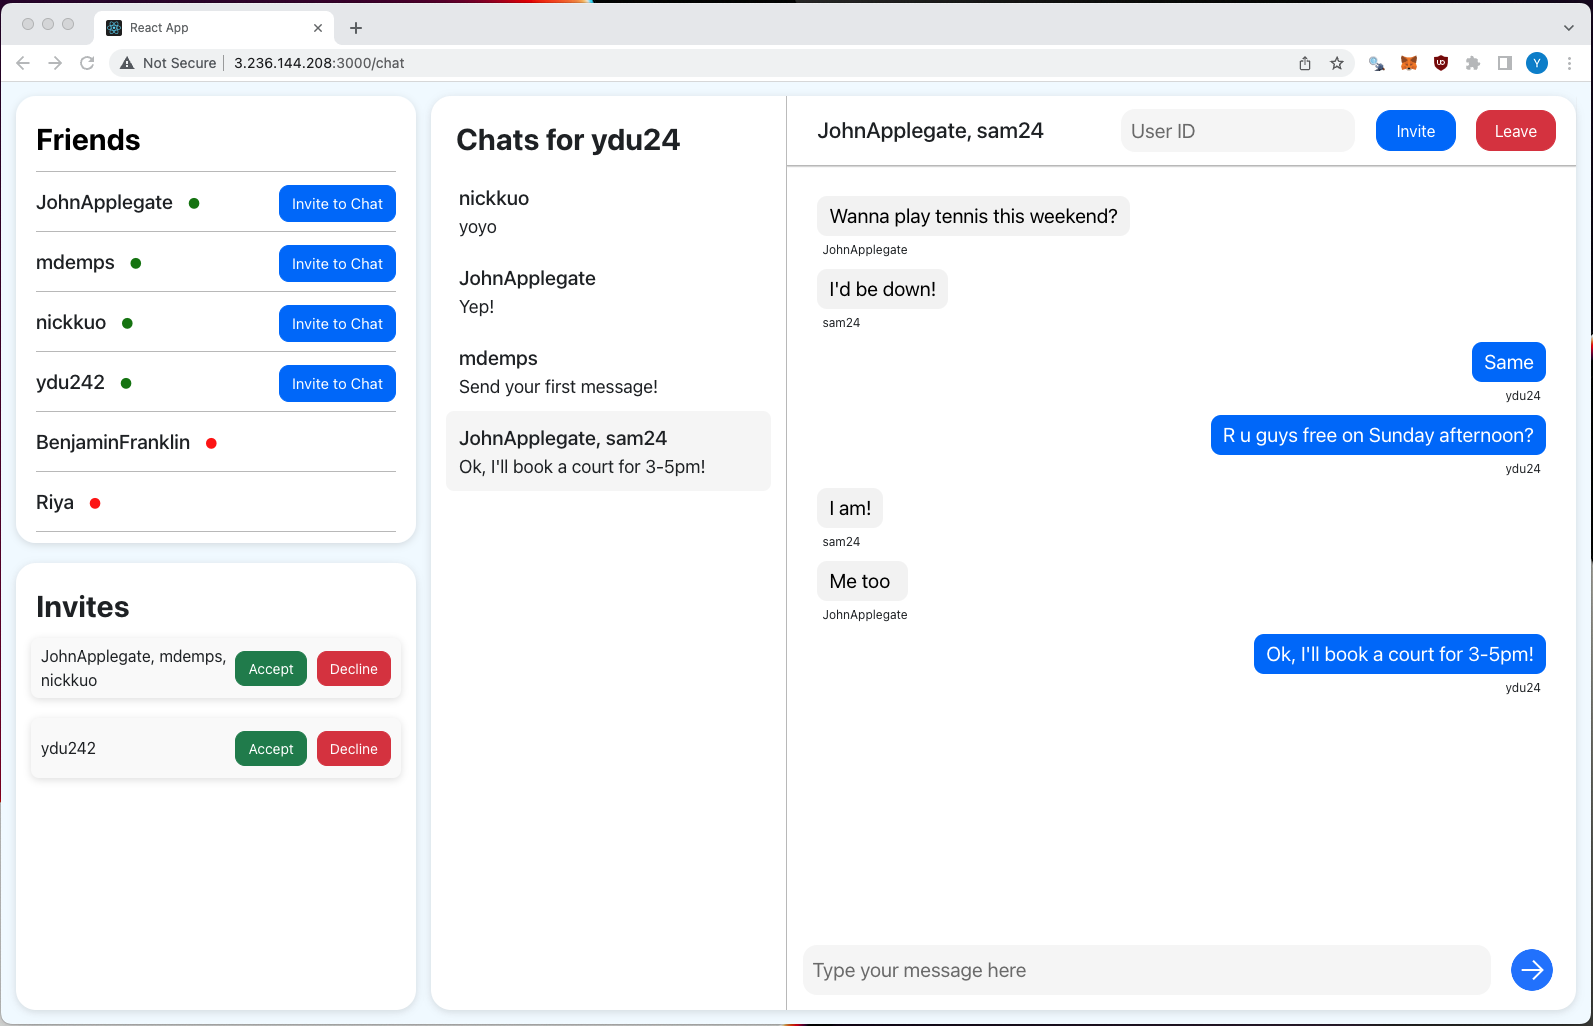 React App
Not Secure
3.236.144.208:3000/chat
Y
Friends
JohnApplegate
Invite to Chat
mdemps
Invite to Chat
nickkuo
Invite to Chat
ydu242
Invite to Chat
BenjaminFranklin
Riya
Invites
JohnApplegate, mdemps,
nickkuo
Accept
Decline
ydu242
Accept
Decline
Chats for ydu24
nickkuo
yoyo
JohnApplegate
Yep!
mdemps
Send your first message!
JohnApplegate, sam24
Ok, I'll book a court for 3-5pm!
JohnApplegate, sam24
User ID
Invite
Leave
Wanna play tennis this weekend?
JohnApplegate
I'd be down!
sam24
Same
ydu24
R u guys free on Sunday afternoon?
ydu24
I am!
sam24
Me too
JohnApplegate
Ok, I'll book a court for 3-5pm!
ydu24
Type your message here